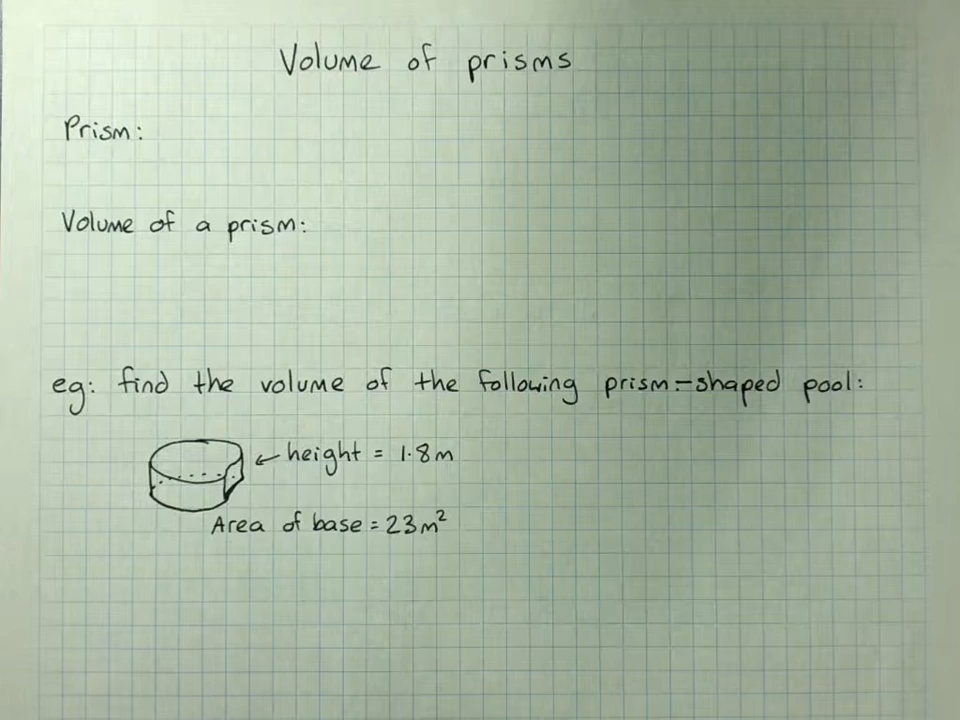 Volume of prisms
Prism:
Volume of a prism:
eg: find the volume of the following prism-shaped pool:
← height = 1.8m
Area of base = 23m²